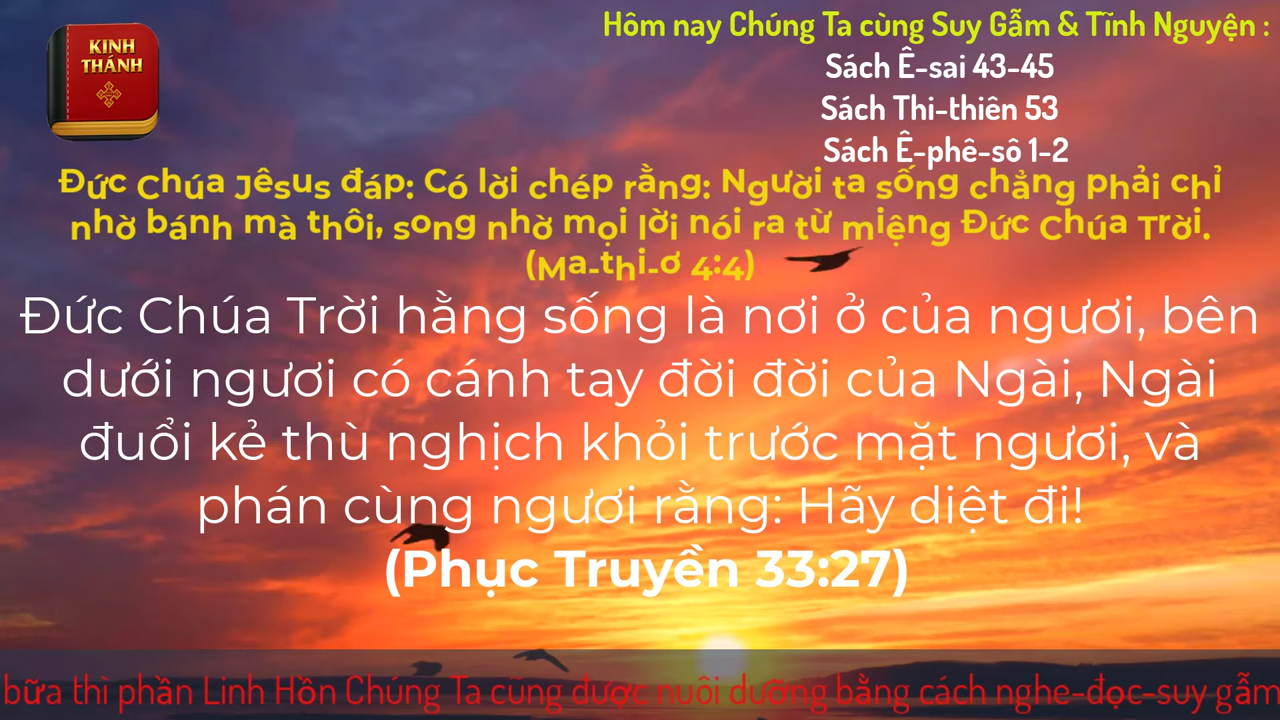 KINH
THÁNH
Hôm nay Chúng Ta cùng Suy Gẫm & Tĩnh Nguyện :
Sách Ê-sai 43-45
Sách Thi-thiên 53
Sách Ê-phê-sô 1-2
Đức Chúa Jêsus đáp: Có lời chép rằng: Người ta sống chẳng phải chỉ
nhờ bánh mà thôi, song nhờ mọi lời nói ra từ miệng Đức Chúa Trời.
(Ma-thi-ơ 4:4)
Đức Chúa Trời hằng sống là nơi ở của ngươi, bên
dưới ngươi có cánh tay đời đời của Ngài, Ngài
đuổi kẻ thù nghịch khỏi trước mặt ngươi, và
phán cùng ngươi rằng: Hãy diệt đi!
(Phục Truyền 33:27)
bữa thì phần Linh Hồn Chúng Ta cũng được nuôi dưỡng bằng cách nghe-đọc-suy gẫm